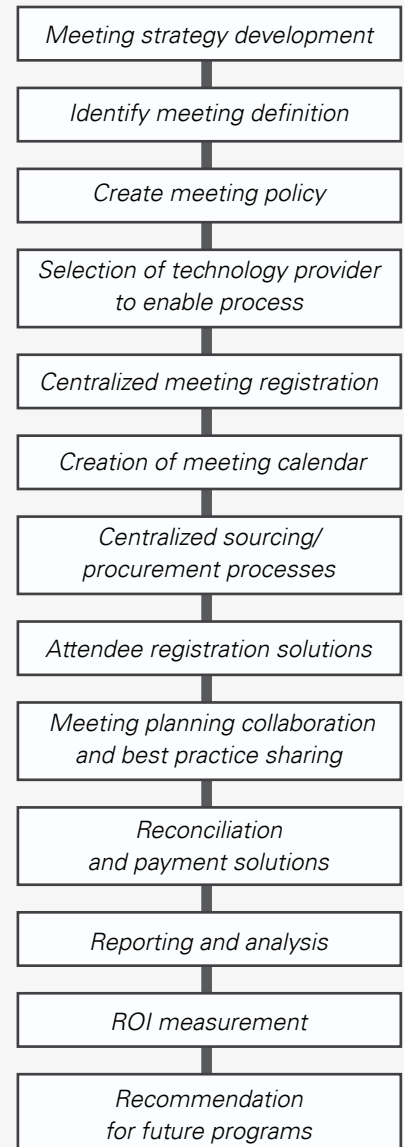 Meeting strategy development
Identify meeting definition
Create meeting policy
Selection of technology provider
to enable process
Centralized meeting registration
Creation of meeting calendar
Centralized sourcing/
procurement processes
Attendee registration solutions
Meeting planning collaboration
and best practice sharing
Reconciliation
and payment solutions
Reporting and analysis
ROI measurement
Recommendation
for future programs